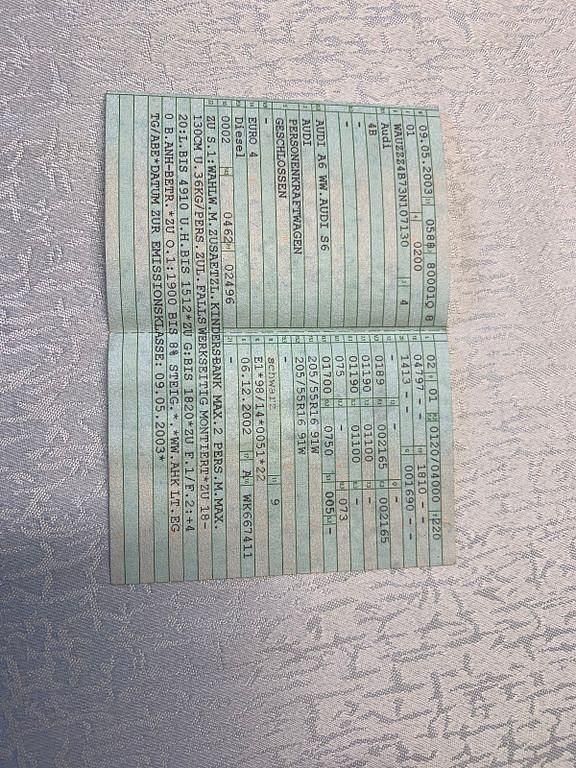 09.05.2003 0588 800010 8
01 0200
WAUZZZ4B73N107130 4
Audi
4B
-
-
AUDI A6 WW.AUDI S6
AUDI
PERSONENKRAFTWAGEN
GESCHLOSSEN
-
EURO 4
Diesel
0002 0462 02496
02 01 0120/04000 220
04797 - 1810 - -
1413 - - 001690 - -
- - -
0189 002165 002165
01190 01100 -
01190 01100 -
075 - 073
01700 0750 005 -
205/55R16 91W
205/55R16 91W
-
schwarz 9
E1*98/14*0051*22
06.12.2002 A WK667411
-
ZU S.1:WAHLW.M.ZUSAETZL.KINDERSBANK MAX.2 PERS.M.MAX.
130CM U.36KG/PERS.ZUL.FALLSWERKSEITIG MONTIERT*ZU 18-
20:L.BIS 4910 U.H.BIS 1512*ZU G:BIS 1820*ZU F.1/F.2:+4
0 B.ANH-BETR.*ZU O.1:1900 BIS 8% STEIG.* *WW.AHK LT.EG
TG/ABE*DATUM ZUR EMISSIONSKLASSE: 09.05.2003*